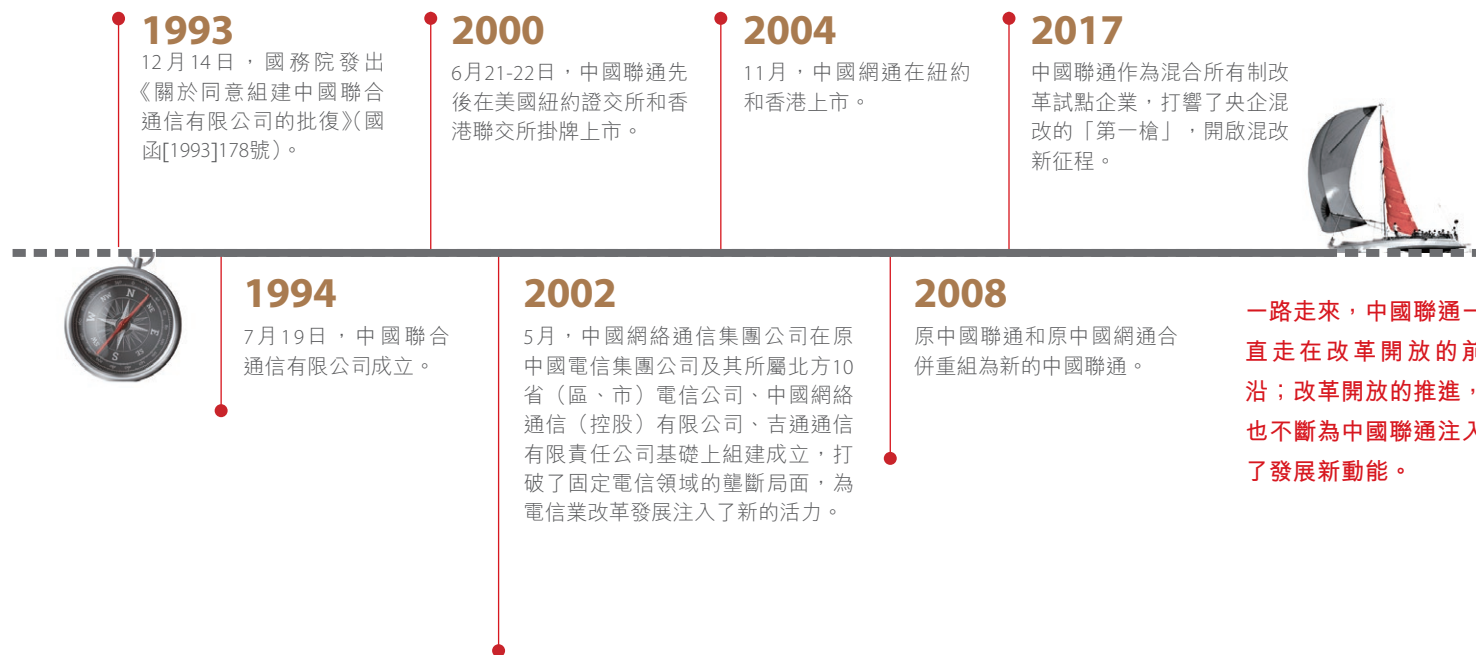 1993
12月14日，國務院發出
《關於同意組建中國聯合
通信有限公司的批復》（國
函[1993]178號）。
2000
6月21-22日，中國聯通先
後在美國紐約證交所和香
港聯交所掛牌上市。
2004
11月，中國網通在紐約
和香港上市。
2017
中國聯通作為混合所有制改
革試點企業，打響了央企混
改的「第一槍」，開啟混改
新征程。
N
NE
E
SE
S
W
NW
1994
7月19日，中國聯合
通信有限公司成立。
2002
5月，中國網絡通信集團公司在原
中國電信集團公司及其所屬北方10
省（區、市）電信公司、中國網絡
通信（控股）有限公司、吉通通信
有限責任公司基礎上組建成立，打
破了固定電信領域的壟斷局面，為
電信業改革發展注入了新的活力。
2008
原中國聯通和原中國網通合
併重組為新的中國聯通。
一路走來，中國聯通一
直走在改革開放的前
沿；改革開放的推進，
也不斷為中國聯通注入
了發展新動能。